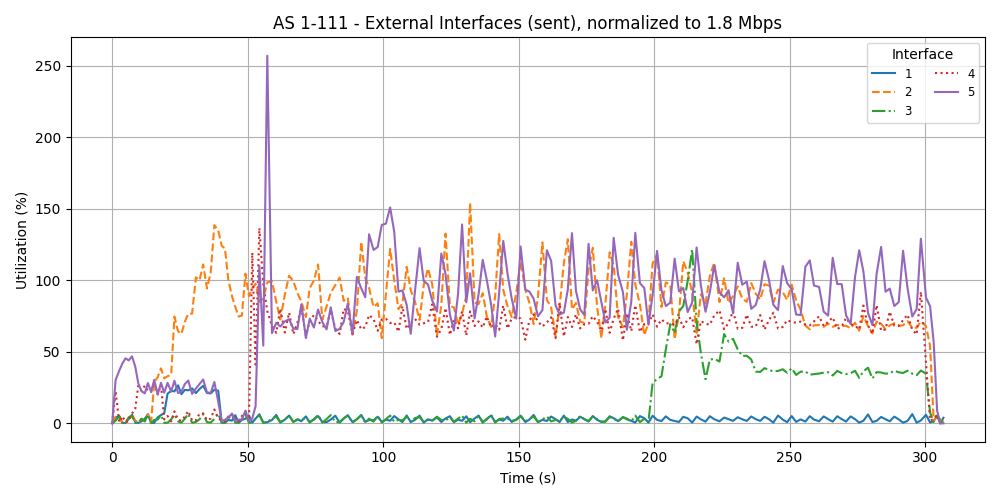 AS 1-111 - External Interfaces (sent), normalized to 1.8 Mbps
Interface
1 4
2 5
3
Utilization (%)
250
200
150
100
50
0
0 50 100 150 200 250 300
Time (s)